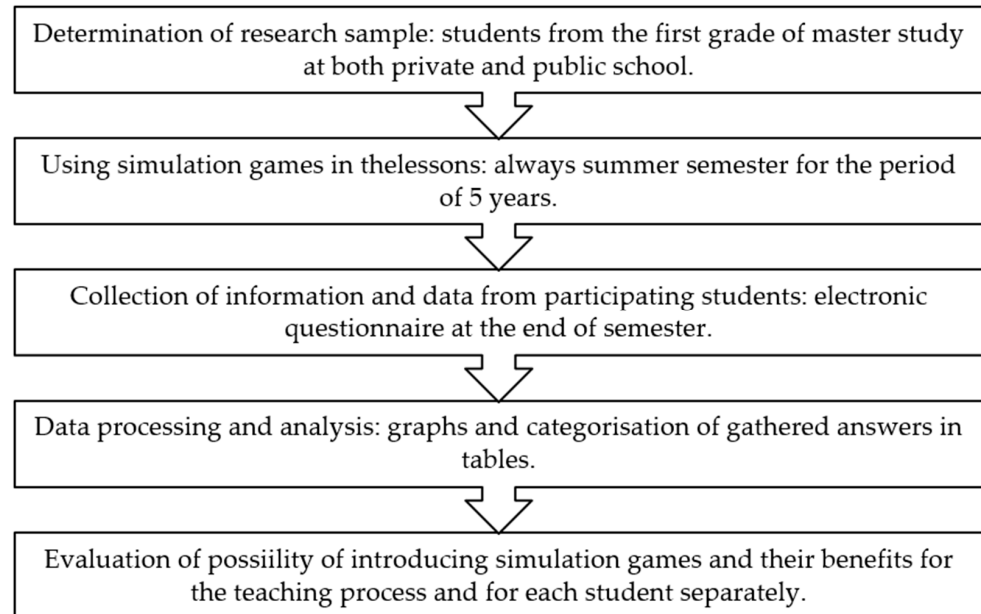 Determination of research sample: students from the first grade of master study
at both private and public school.
Using simulation games in thelessons: always summer semester for the period
of 5 years.
Collection of information and data from participating students: electronic
questionnaire at the end of semester.
Data processing and analysis: graphs and categorisation of gathered answers in
tables.
Evaluation of possiility of introducing simulation games and their benefits for
the teaching process and for each student separately.